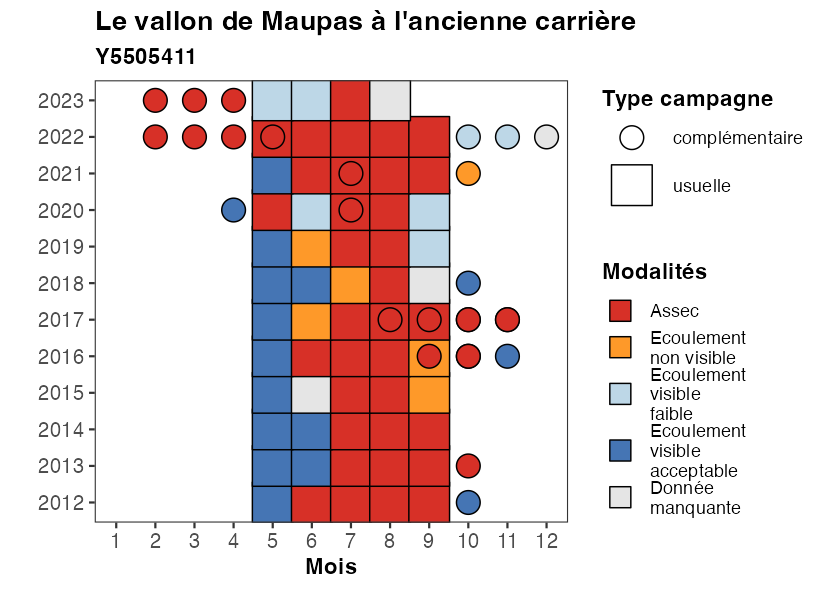 Le vallon de Maupas à l'ancienne carrière
Y5505411
2023
2022
2021
2020
2019
2018
2017
2016
2015
2014
2013
2012
1 2 3 4 5 6 7 8 9 10 11 12
Mois
Type campagne
complémentaire
usuelle
Modalités
Assec
Ecoulement
non visible
Ecoulement
visible
faible
Ecoulement
visible
acceptable
Donnée
manquante